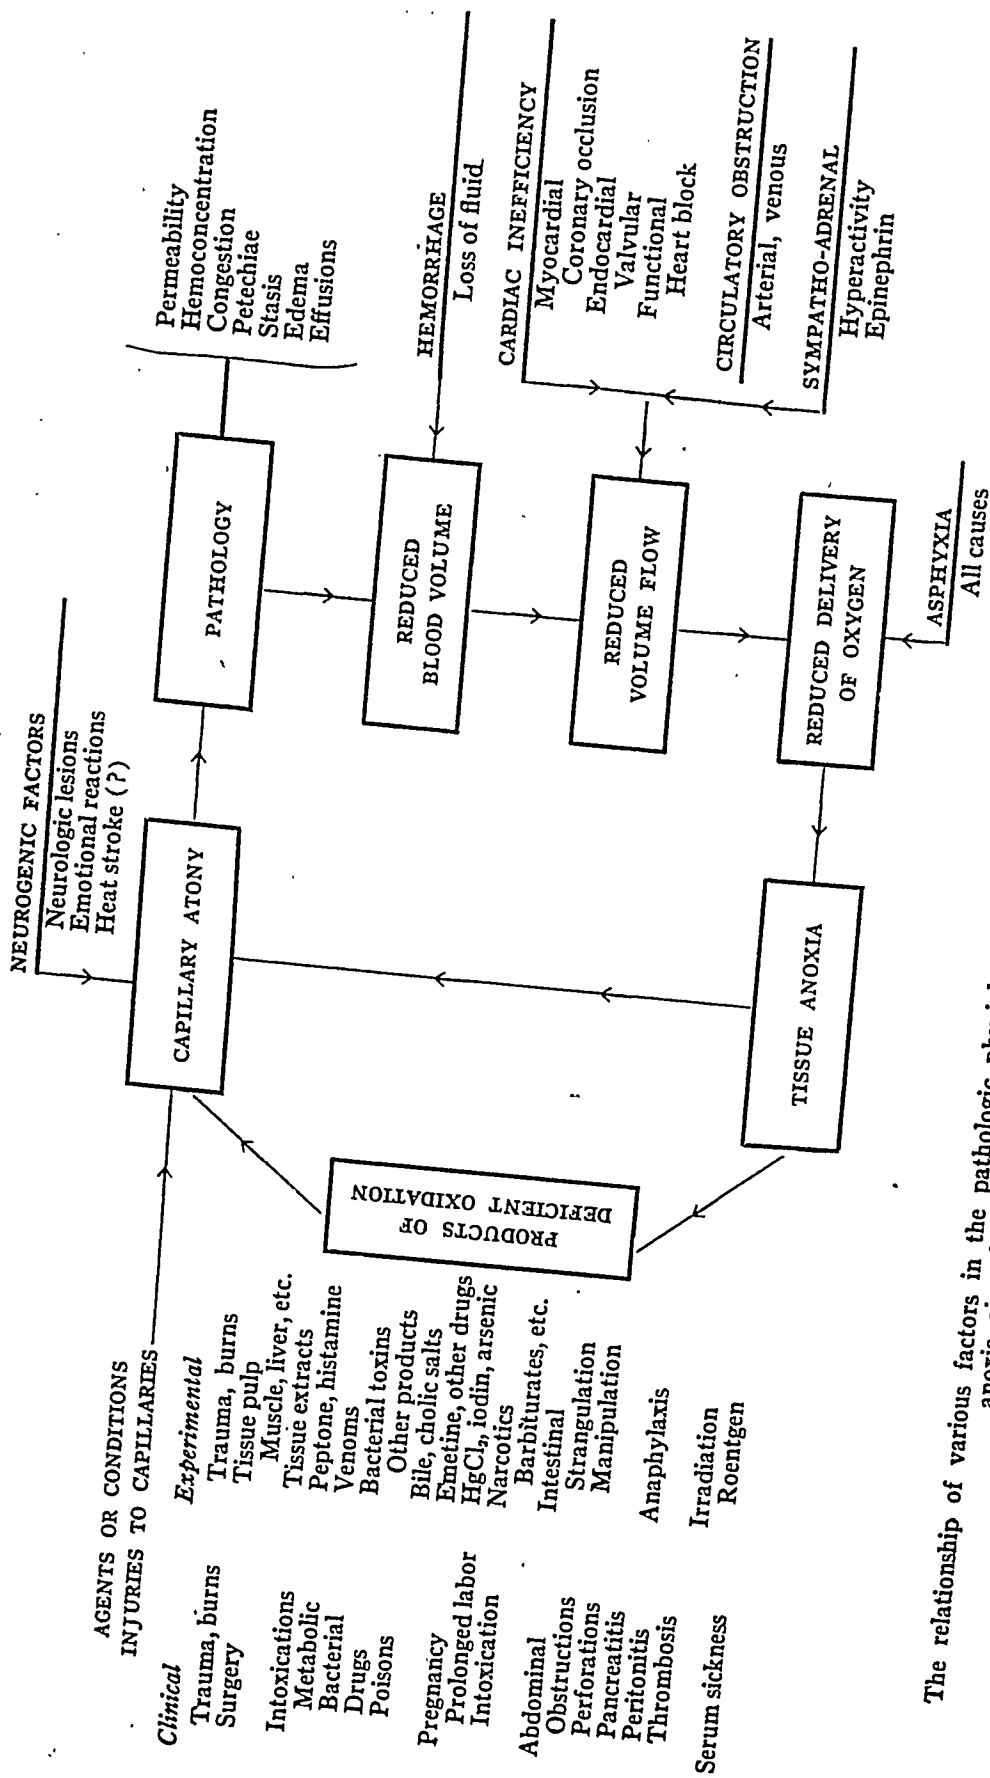 AGENTS OR CONDITIONS
INJURIES TO CAPILLARIES
Clinical
Trauma, burns
Surgery
Intoxications
Metabolic
Bacterial
Drugs
Poisons
Pregnancy
Prolonged labor
Intoxication
Abdominal
Obstructions
Perforations
Pancreatitis
Peritonitis
Thrombosis
Serum sickness
Experimental
Trauma, burns
Tissue pulp
Muscle, liver, etc.
Tissue extracts
Peptone, histamine
Venoms
Bacterial toxins
Other products
Bile, cholic salts
Emetine, other drugs
HgCl₂, iodin, arsenic
Narcotics
Barbiturates, etc.
Intestinal
Strangulation
Manipulation
Anaphylaxis
Irradiation
Roentgen
NEUROGENIC FACTORS
Neurologic lesions
Emotional reactions
Heat stroke (?)
CAPILLARY ATONY
PRODUCTS OF
DEFICIENT OXIDATION
TISSUE ANOXIA
PATHOLOGY
Permeability
Hemoconcentration
Congestion
Petechiae
Stasis
Edema
Effusions
REDUCED
BLOOD VOLUME
HEMORRHAGE
Loss of fluid
REDUCED
VOLUME FLOW
CARDIAC INEFFICIENCY
Myocardial
Coronary occlusion
Endocardial
Valvular
Functional
Heart block
CIRCULATORY OBSTRUCTION
Arterial, venous
SYMPATHO-ADRENAL
Hyperactivity
Epinephrin
REDUCED DELIVERY
OF OXYGEN
ASPHYXIA
All causes
The relationship of various factors in the pathologic